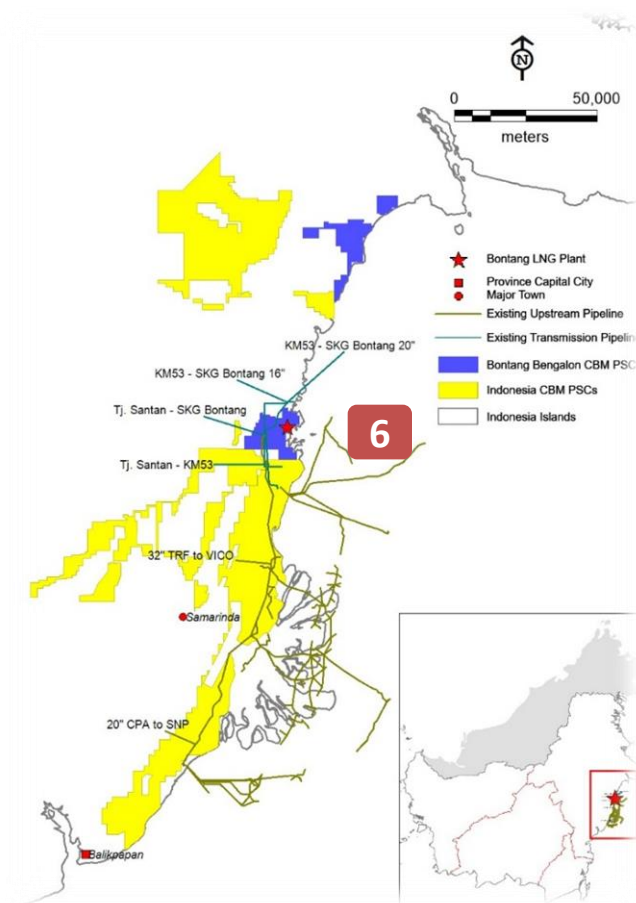 N
0 50,000
meters
Bontang LNG Plant
Province Capital City
Major Town
Existing Upstream Pipeline
Existing Transmission Pipelin
Bontang Bengalon CBM PSC
Indonesia CBM PSCs
Indonesia Islands
KM53 - SKG Bontang 20"
KM53 - SKG Bontang 16"
Tj. Santan - SKG Bontang
6
Tj. Santan - KM53
32" TRF to VICO
Samarinda
20" CPA to SNP
Balikpapan